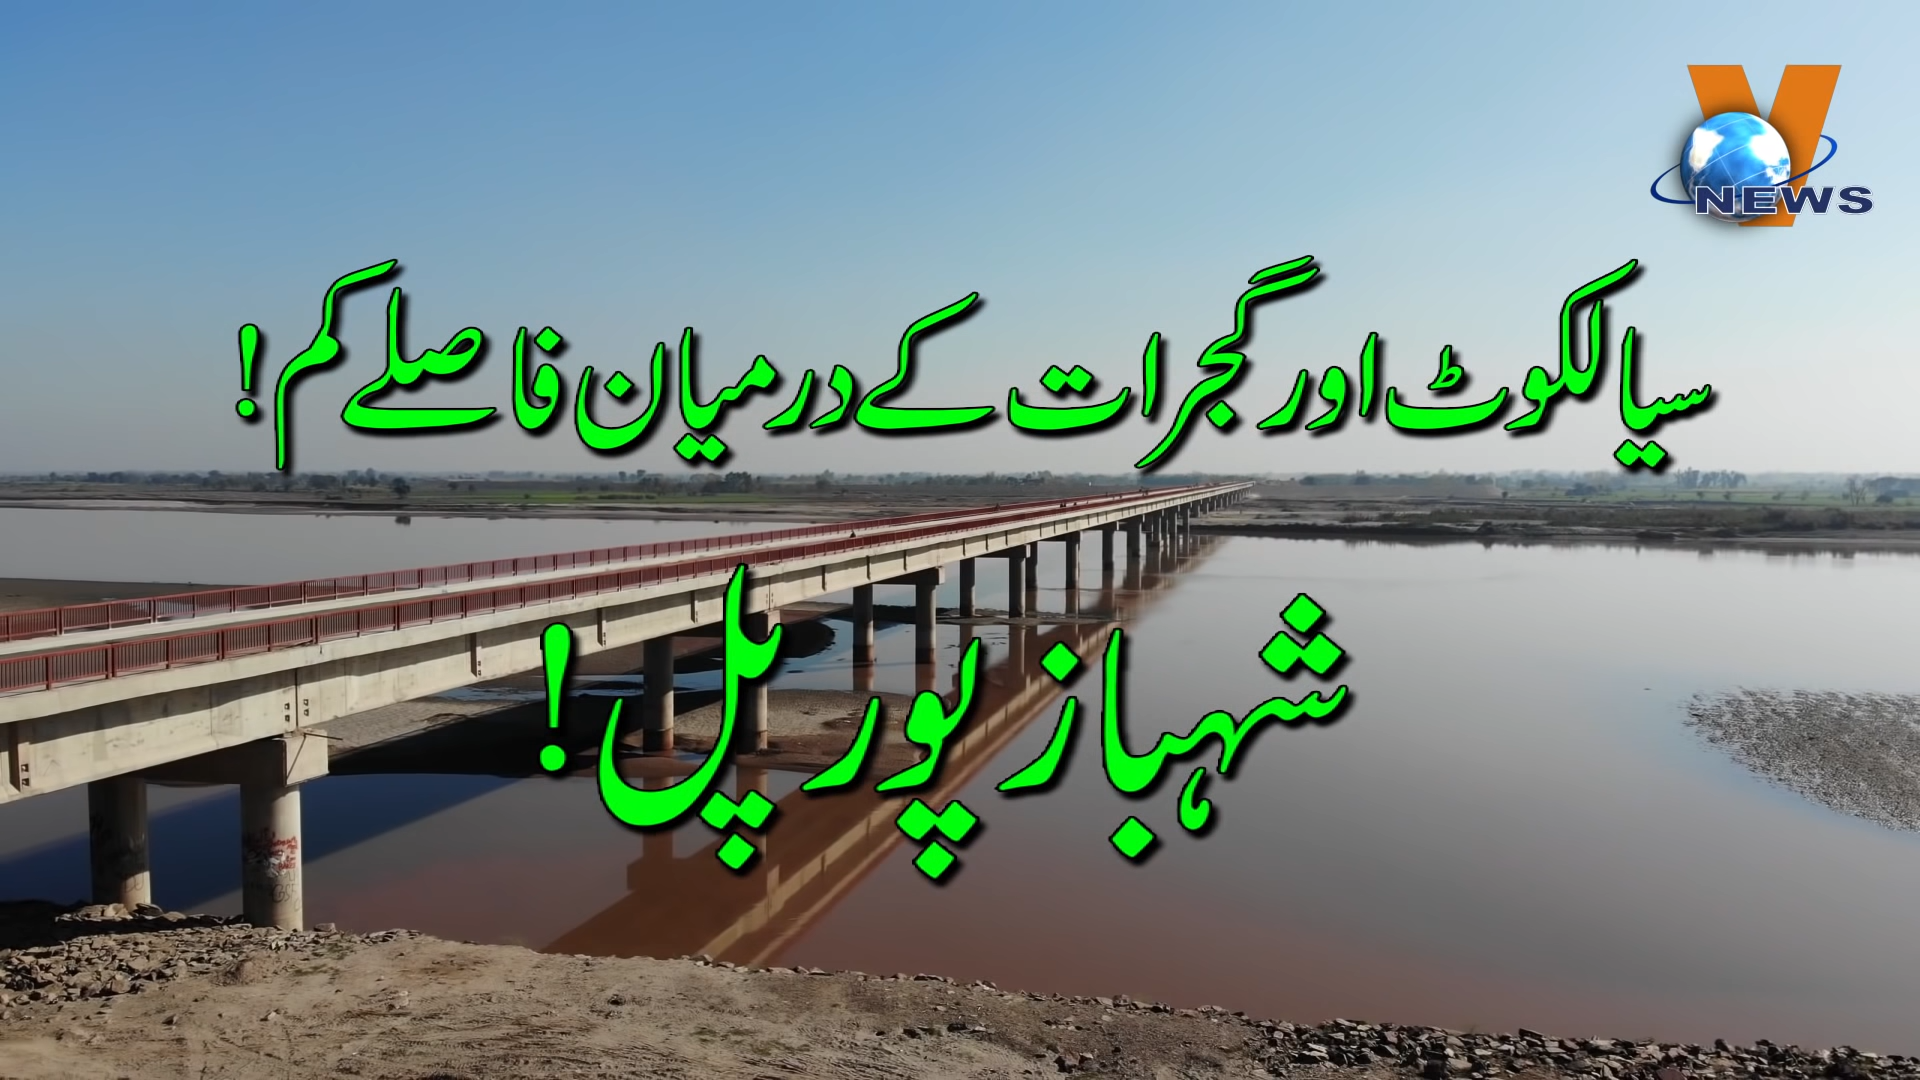 V
NEWS
سیالکوٹ اور گجرات کے درمیان فاصلے کم!
شہباز پور پل!